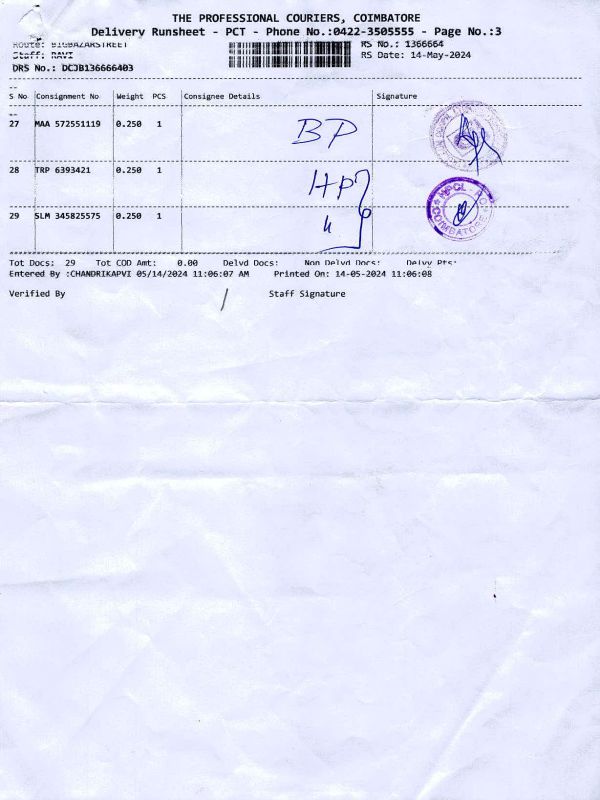 THE PROFESSIONAL COURIERS, COIMBATORE
Delivery Runsheet - PCT - Phone No.:0422-3505555 - Page No.:3
Route: BIGBAZARSTREET
RS No.: 1366664
Staff: RAVI
RS Date: 14-May-2024
DRS No.: DCJB136666403
--
S No Consignment No Weight PCS Consignee Details Signature
--
27 MAA 572551119 0.250 1 BP
28 TRP 6393421 0.250 1 HP
29 SLM 345825575 0.250 1 "
HPCL
COIMBATORE
Tot Docs: 29 Tot COD Amt: 0.00 Delvd Docs: Non Delvd Docs: Delvy Pts:
Entered By :CHANDRIKAPVI 05/14/2024 11:06:07 AM Printed On: 14-05-2024 11:06:08
Verified By Staff Signature